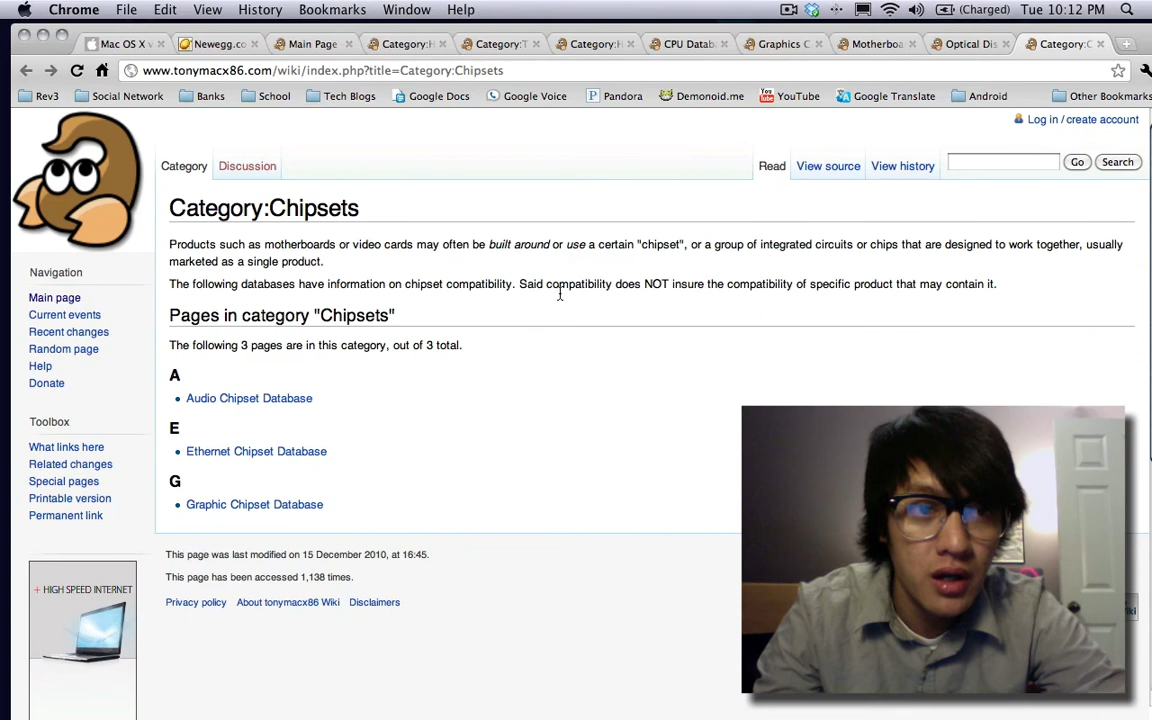 Chrome File Edit View History Bookmarks Window Help (Charged) Tue 10:12 PM
Mac OS X v Newegg.co Main Page Category:H Category:T Category:H CPU Datab Graphics C Motherboa Optical Dis Category:C
www.tonymacx86.com/wiki/index.php?title=Category:Chipsets
Rev3 Social Network Banks School Tech Blogs Google Docs Google Voice Pandora Demonoid.me YouTube Google Translate Android Other Bookmarks
Log in / create account
Category Discussion Read View source View history Go Search
Category:Chipsets
Products such as motherboards or video cards may often be built around or use a certain "chipset", or a group of integrated circuits or chips that are designed to work together, usually
marketed as a single product.
The following databases have information on chipset compatibility. Said compatibility does NOT insure the compatibility of specific product that may contain it.
Pages in category "Chipsets"
The following 3 pages are in this category, out of 3 total.
A
Audio Chipset Database
E
Ethernet Chipset Database
G
Graphic Chipset Database
This page was last modified on 15 December 2010, at 16:45.
This page has been accessed 1,138 times.
Privacy policy About tonymacx86 Wiki Disclaimers
Navigation
Main page
Current events
Recent changes
Random page
Help
Donate
Toolbox
What links here
Related changes
Special pages
Printable version
Permanent link
+ HIGH SPEED INTERNET